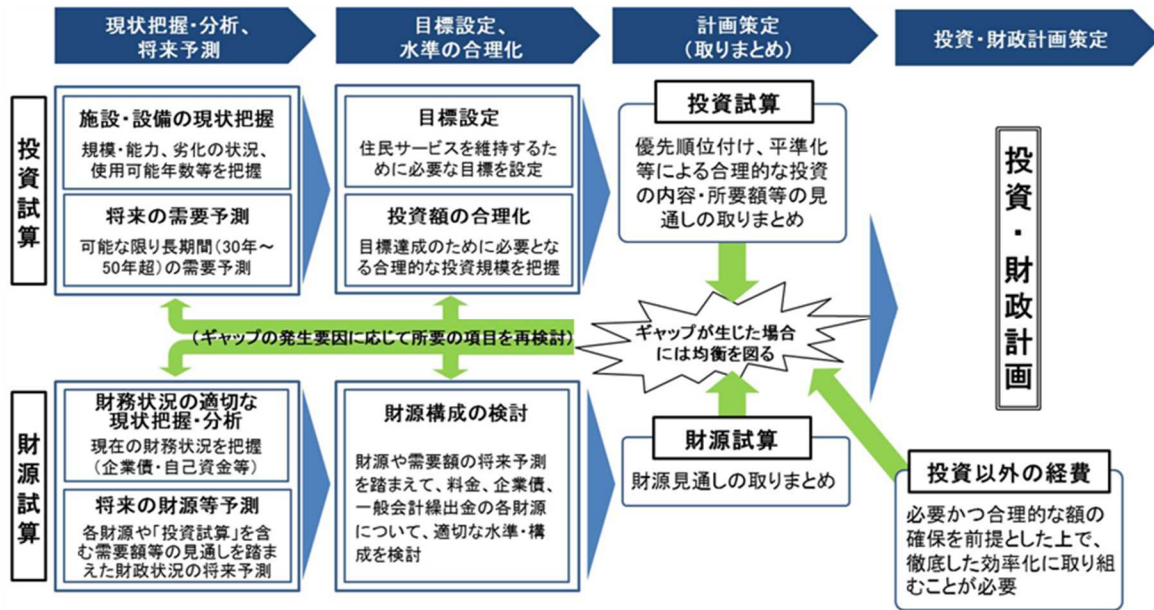 現状把握・分析、
将来予測
目標設定、
水準の合理化
計画策定
(取りまとめ)
投資・財政計画策定
投資試算
施設・設備の現状把握
規模・能力、劣化の状況、
使用可能年数等を把握
将来の需要予測
可能な限り長期間(30年～
50年超)の需要予測
目標設定
住民サービスを維持するた
めに必要な目標を設定
投資額の合理化
目標達成のために必要とな
る合理的な投資規模を把握
投資試算
優先順位付け、平準化
等による合理的な投資
の内容・所要額等の見
通しの取りまとめ
投資・財政計画
(ギャップの発生要因に応じて所要の項目を再検討)
ギャップが生じた場合
には均衡を図る
財源試算
財務状況の適切な
現状把握・分析
現在の財務状況を把握
(企業債・自己資金等)
将来の財源等予測
各財源や「投資試算」を含
む需要額等の見通しを踏ま
えた財政状況の将来予測
財源構成の検討
財源や需要額の将来予測
を踏まえて、料金、企業債、
一般会計繰出金の各財源
について、適切な水準・構
成を検討
財源試算
財源見通しの取りまとめ
投資以外の経費
必要かつ合理的な額の
確保を前提とした上で、
徹底した効率化に取り組
むことが必要